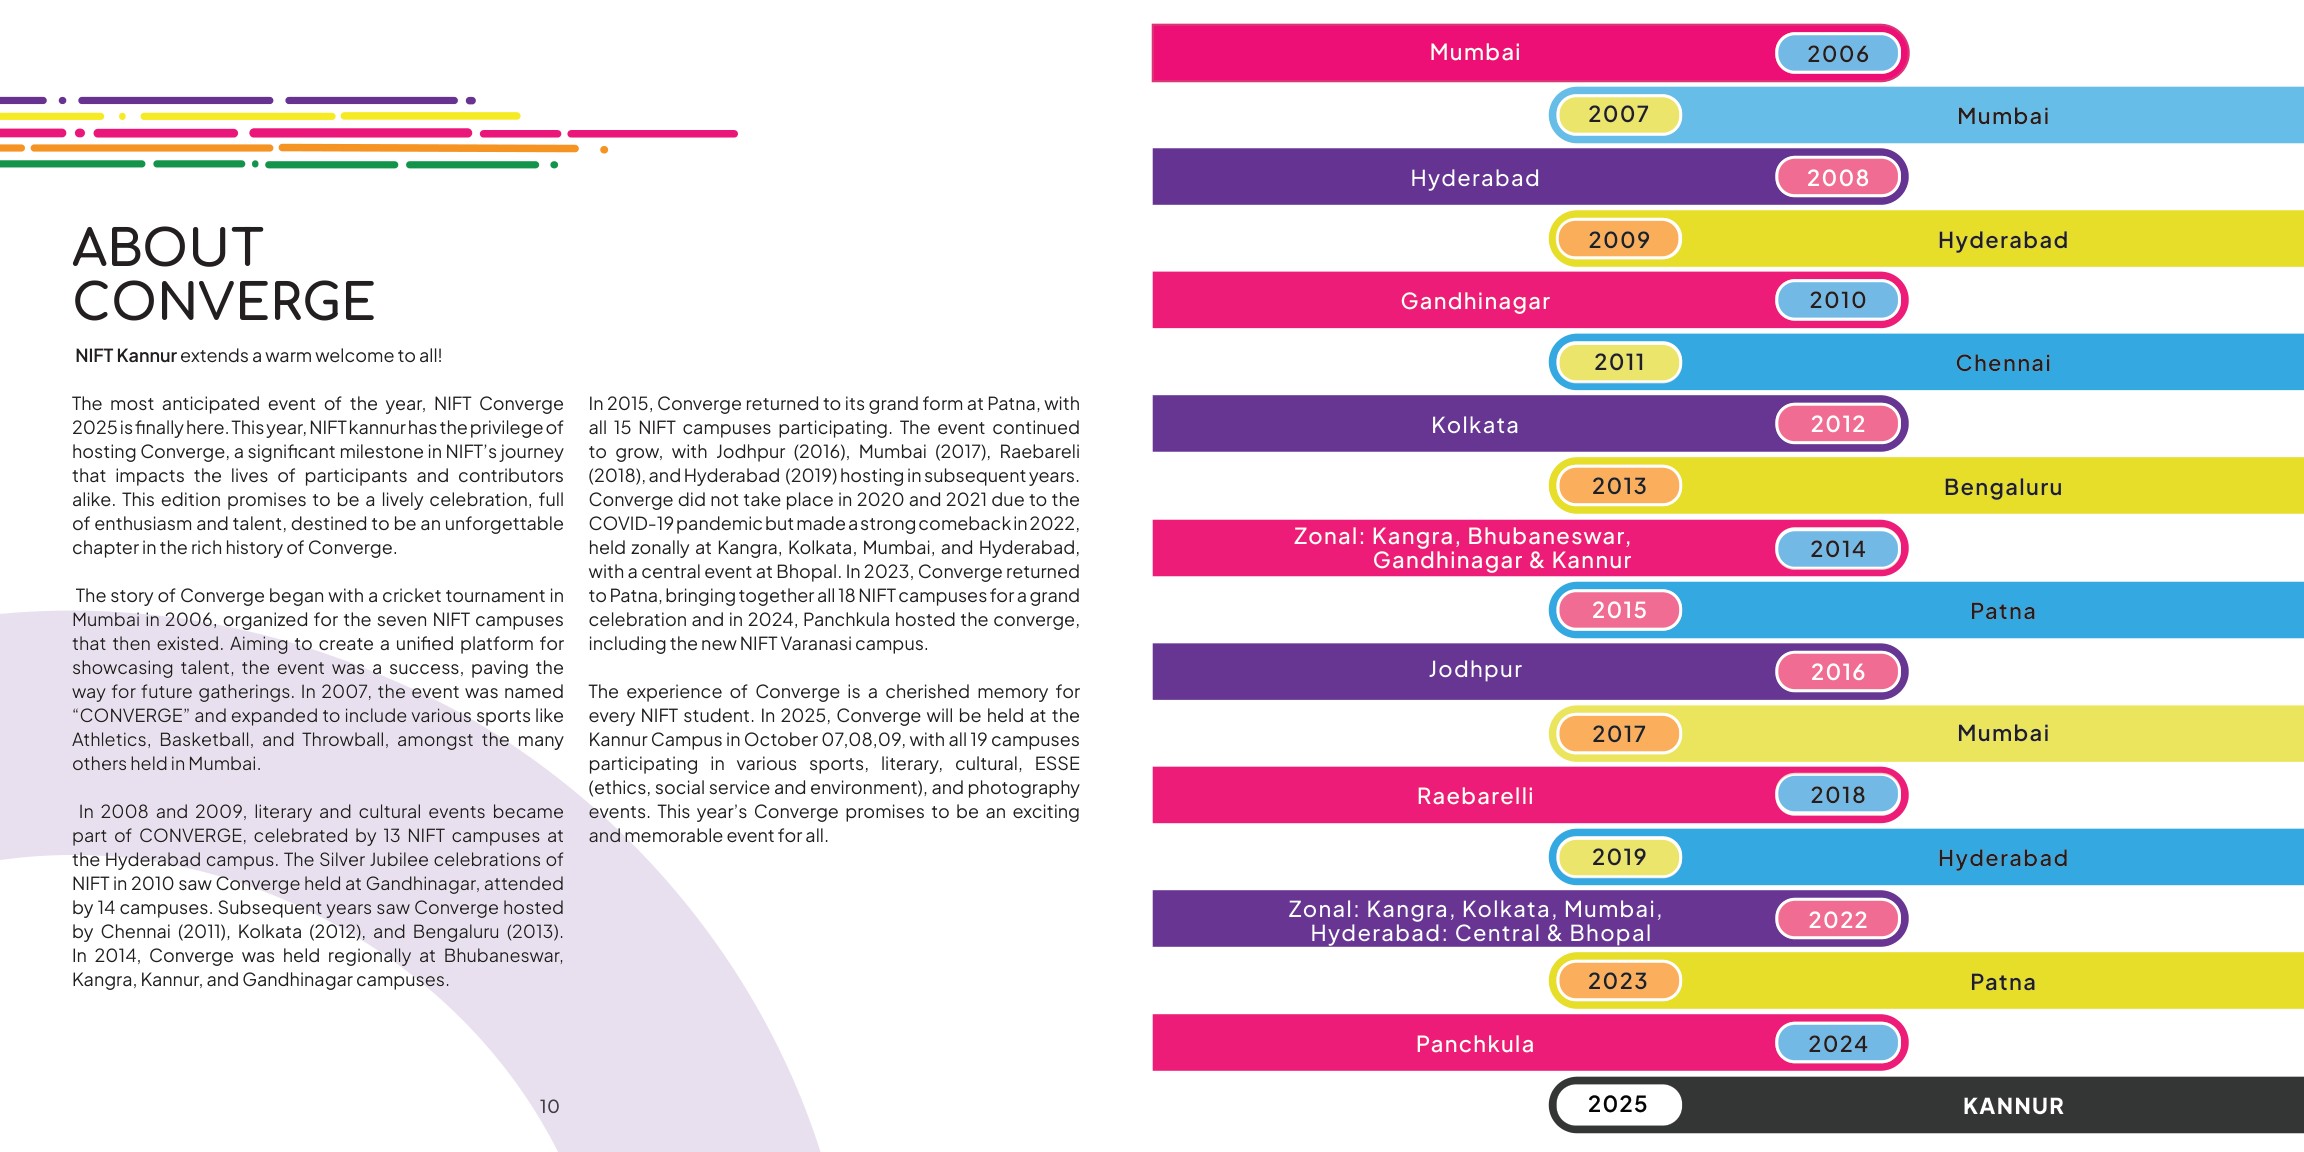 ABOUT
CONVERGE
NIFT Kannur extends a warm welcome to all!
The most anticipated event of the year, NIFT Converge
2025 is finally here. This year, NIFT kannur has the privilege of
hosting Converge, a significant milestone in NIFT's journey
that impacts the lives of participants and contributors
alike. This edition promises to be a lively celebration, full
of enthusiasm and talent, destined to be an unforgettable
chapter in the rich history of Converge.
The story of Converge began with a cricket tournament in
Mumbai in 2006, organized for the seven NIFT campuses
that then existed. Aiming to create a unified platform for
showcasing talent, the event was a success, paving the
way for future gatherings. In 2007, the event was named
“CONVERGE” and expanded to include various sports like
Athletics, Basketball, and Throwball, amongst the many
others held in Mumbai.
In 2008 and 2009, literary and cultural events became
part of CONVERGE, celebrated by 13 NIFT campuses at
the Hyderabad campus. The Silver Jubilee celebrations of
NIFT in 2010 saw Converge held at Gandhinagar, attended
by 14 campuses. Subsequent years saw Converge hosted
by Chennai (2011), Kolkata (2012), and Bengaluru (2013).
In 2014, Converge was held regionally at Bhubaneswar,
Kangra, Kannur, and Gandhinagar campuses.
In 2015, Converge returned to its grand form at Patna, with
all 15 NIFT campuses participating. The event continued
to grow, with Jodhpur (2016), Mumbai (2017), Raebareli
(2018), and Hyderabad (2019) hosting in subsequent years.
Converge did not take place in 2020 and 2021 due to the
COVID-19 pandemic but made a strong comeback in 2022,
held zonally at Kangra, Kolkata, Mumbai, and Hyderabad,
with a central event at Bhopal. In 2023, Converge returned
to Patna, bringing together all 18 NIFT campuses for a grand
celebration and in 2024, Panchkula hosted the converge,
including the new NIFT Varanasi campus.
The experience of Converge is a cherished memory for
every NIFT student. In 2025, Converge will be held at the
Kannur Campus in October 07,08,09, with all 19 campuses
participating in various sports, literary, cultural, ESSE
(ethics, social service and environment), and photography
events. This year's Converge promises to be an exciting
and memorable event for all.
10
Mumbai 2006
2007 Mumbai
Hyderabad 2008
2009 Hyderabad
Gandhinagar 2010
2011 Chennai
Kolkata 2012
2013 Bengaluru
Zonal: Kangra, Bhubaneswar,
Gandhinagar & Kannur 2014
2015 Patna
Jodhpur 2016
2017 Mumbai
Raebarelli 2018
2019 Hyderabad
Zonal: Kangra, Kolkata, Mumbai,
Hyderabad: Central & Bhopal 2022
2023 Patna
Panchkula 2024
2025 KANNUR